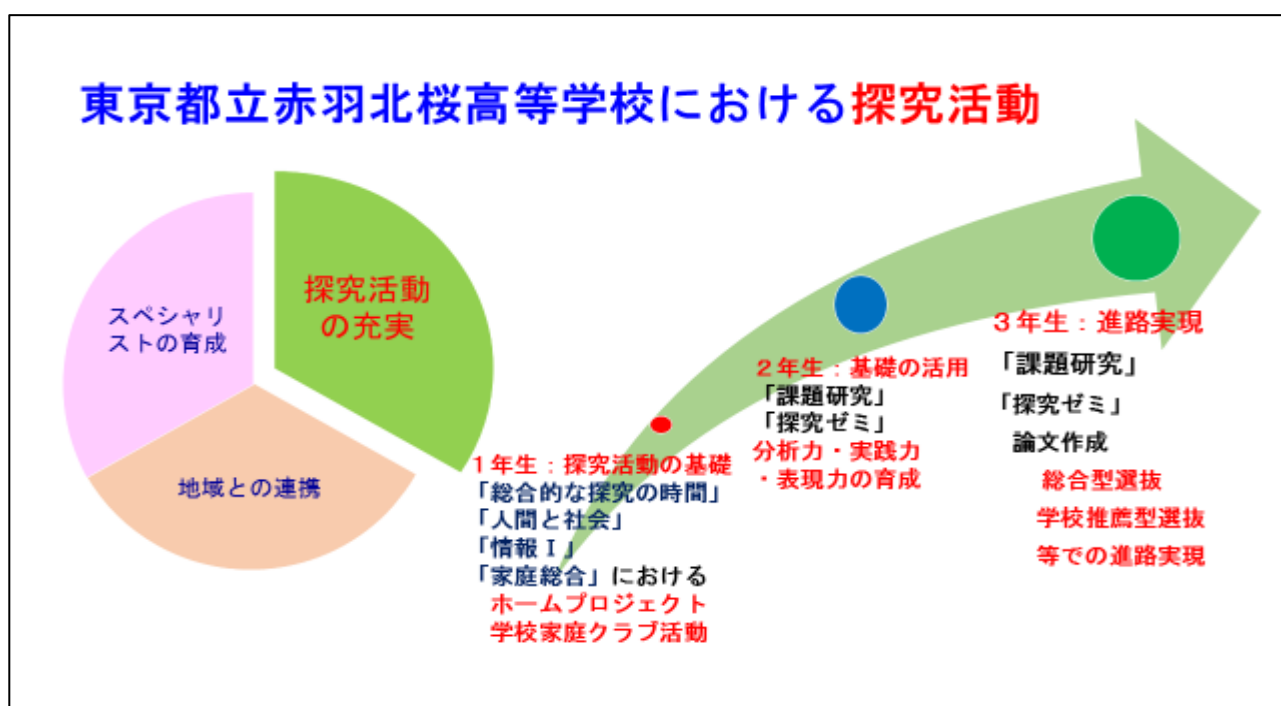 東京都立赤羽北桜高等学校における探究活動
探究活動
の充実
スペシャリ
ストの育成
地域との連携
1年生：探究活動の基礎
「総合的な探究の時間」
「人間と社会」
「情報Ⅰ」
「家庭総合」における
ホームプロジェクト
学校家庭クラブ活動
２年生：基礎の活用
「課題研究」
「探究ゼミ」
分析力・実践力
・表現力の育成
３年生：進路実現
「課題研究」
「探究ゼミ」
論文作成
総合型選抜
学校推薦型選抜
等での進路実現